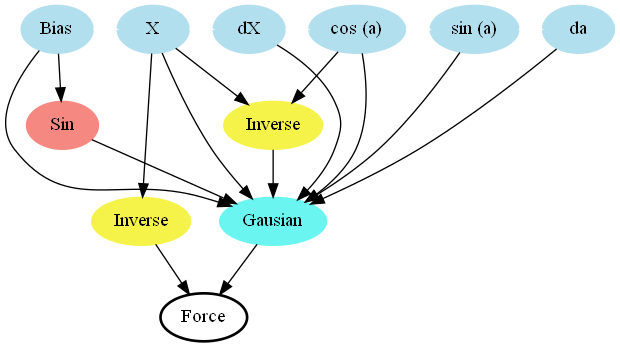 Bias
X
dX
cos (a)
sin (a)
da
Sin
Inverse
Inverse
Gausian
Force